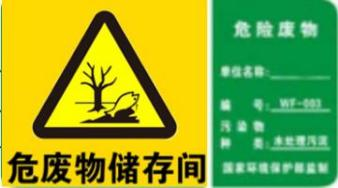 危废物储存间
危险废物
单位名称:
编 号: WF-003
污染物
种 类: 水处理污泥
国家环境保护部监制